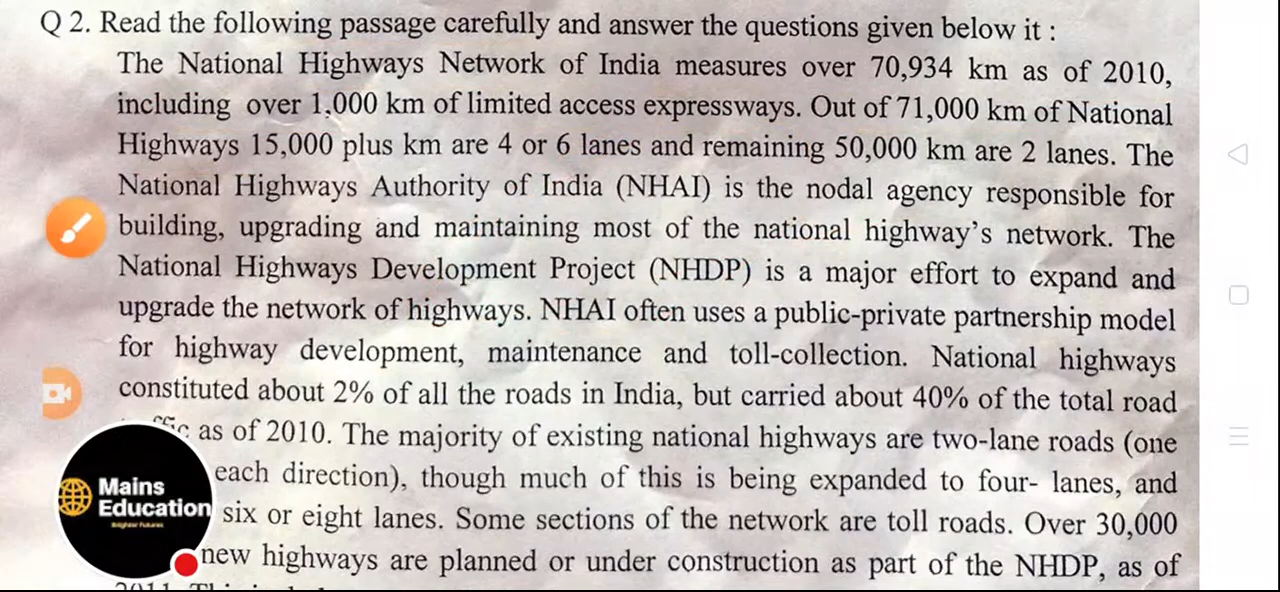 Q 2. Read the following passage carefully and answer the questions given below it :
The National Highways Network of India measures over 70,934 km as of 2010,
including over 1,000 km of limited access expressways. Out of 71,000 km of National
Highways 15,000 plus km are 4 or 6 lanes and remaining 50,000 km are 2 lanes. The
National Highways Authority of India (NHAI) is the nodal agency responsible for
building, upgrading and maintaining most of the national highway's network. The
National Highways Development Project (NHDP) is a major effort to expand and
upgrade the network of highways. NHAI often uses a public-private partnership model
for highway development, maintenance and toll-collection. National highways
constituted about 2% of all the roads in India, but carried about 40% of the total road
as of 2010. The majority of existing national highways are two-lane roads (one
each direction), though much of this is being expanded to four- lanes, and
six or eight lanes. Some sections of the network are toll roads. Over 30,000
new highways are planned or under construction as part of the NHDP, as of
Mains
Education
Brighter Futures